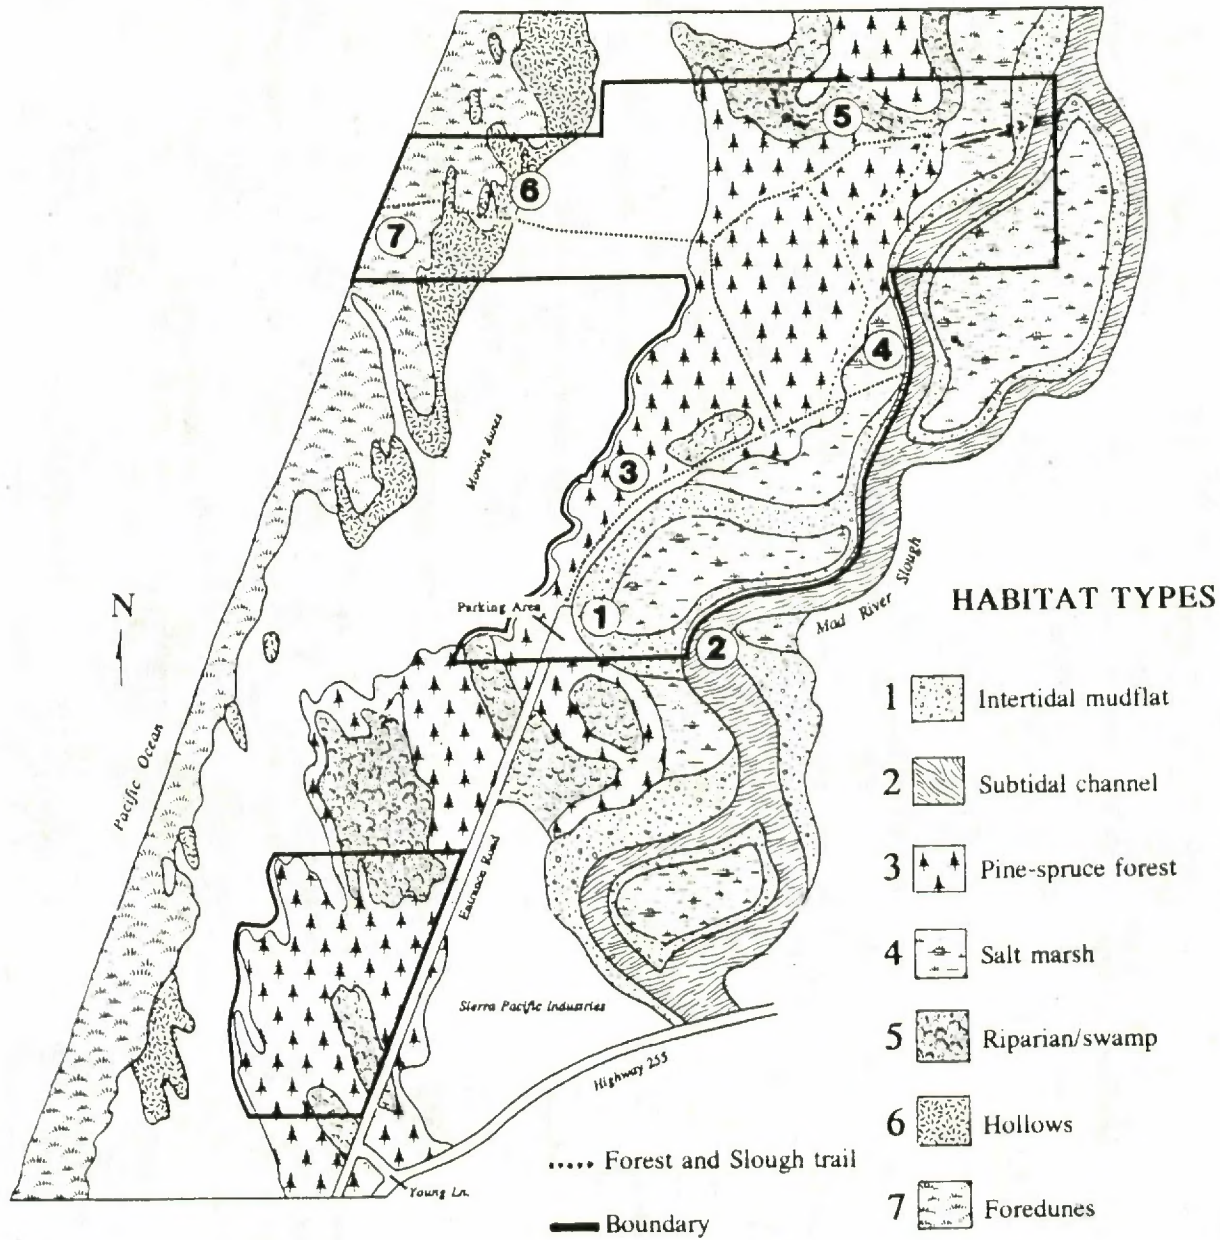 5
6
7
4
3
Moving dunes
N
Parking Area
1
2
Mad River Slough
Pacific Ocean
Entrance Road
Sierra Pacific Industries
Highway 255
Young Ln.
Forest and Slough trail
Boundary
HABITAT TYPES
1 Intertidal mudflat
2 Subtidal channel
3 Pine-spruce forest
4 Salt marsh
5 Riparian/swamp
6 Hollows
7 Foredunes